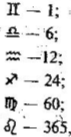 ♊ — 1;
♎ — 6;
♒ — 12;
♐ — 24;
♍ — 60;
♌ — 365,